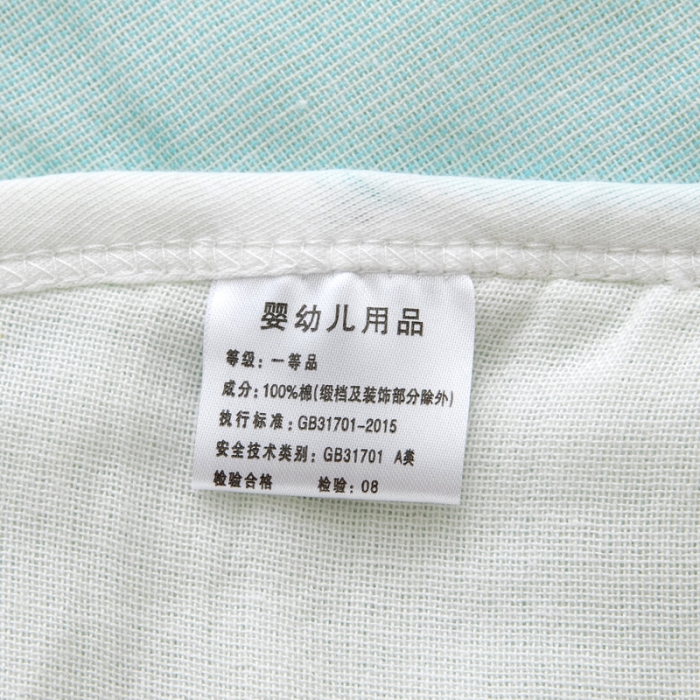 婴幼儿用品
等级：一等品
成分：100%棉(缎档及装饰部分除外)
执行标准：GB31701-2015
安全技术类别：GB31701 A类
检验合格 检验：08